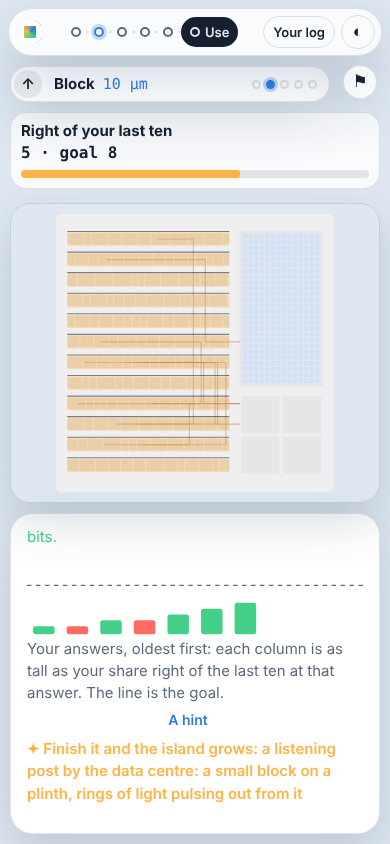 Use
Your log
Block 10 µm
Right of your last ten
5 · goal 8
bits.
Your answers, oldest first: each column is as
tall as your share right of the last ten at that
answer. The line is the goal.
A hint
✦ Finish it and the island grows: a listening
post by the data centre: a small block on a
plinth, rings of light pulsing out from it